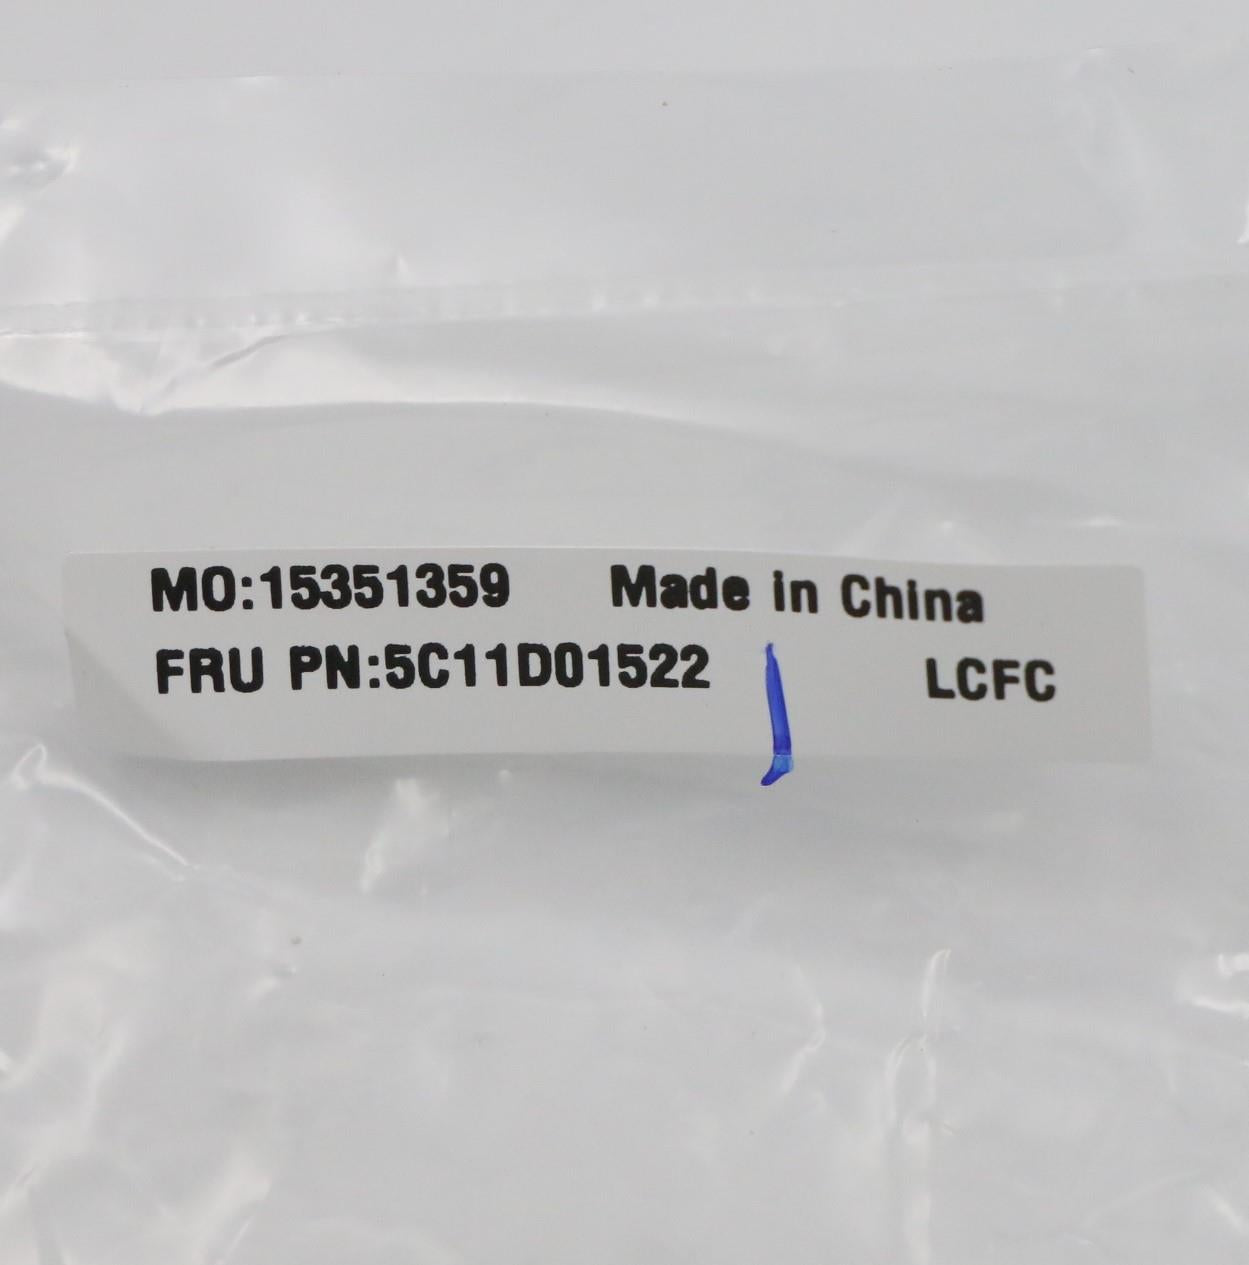 MO:15351359 Made in China
FRU PN:5C11D01522 LCFC